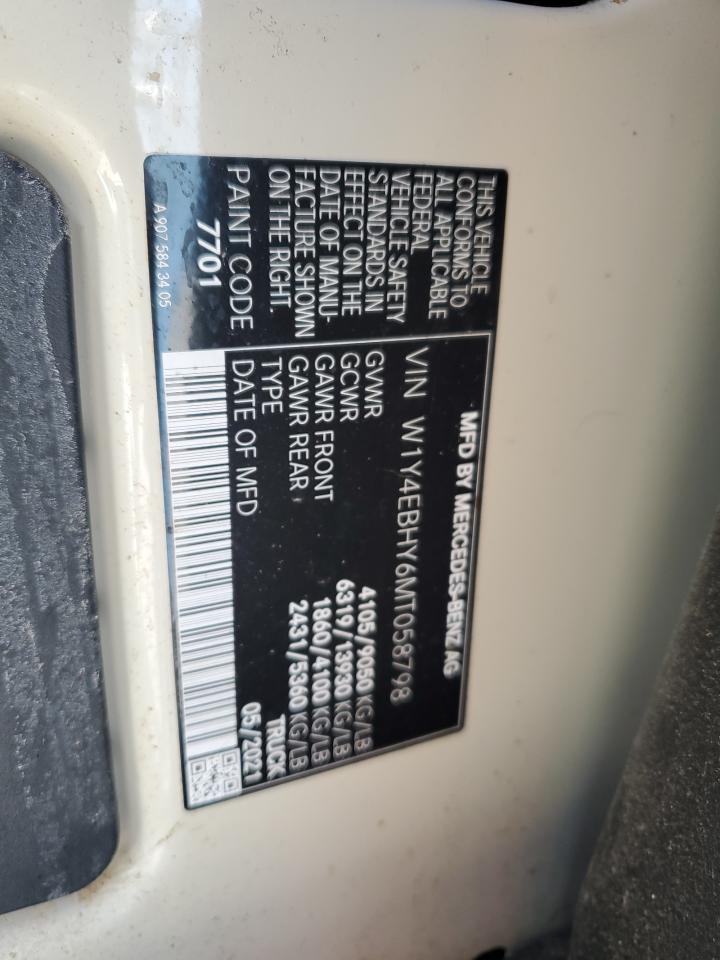 MFD BY MERCEDES-BENZ AG
THIS VEHICLE
CONFORMS TO
ALL APPLICABLE
FEDERAL
VEHICLE SAFETY
STANDARDS IN
EFFECT ON THE
DATE OF MANU-
FACTURE SHOWN
ON THE RIGHT.
PAINT CODE
7701
A 907 584 34 05
VIN W1Y4EBHY6MT058798
GVWR 4105/9050 KG/LB
GCWR 6319/13930 KG/LB
GAWR FRONT 1860/4100 KG/LB
GAWR REAR 2431/5360 KG/LB
TYPE TRUCK
DATE OF MFD 05/2021